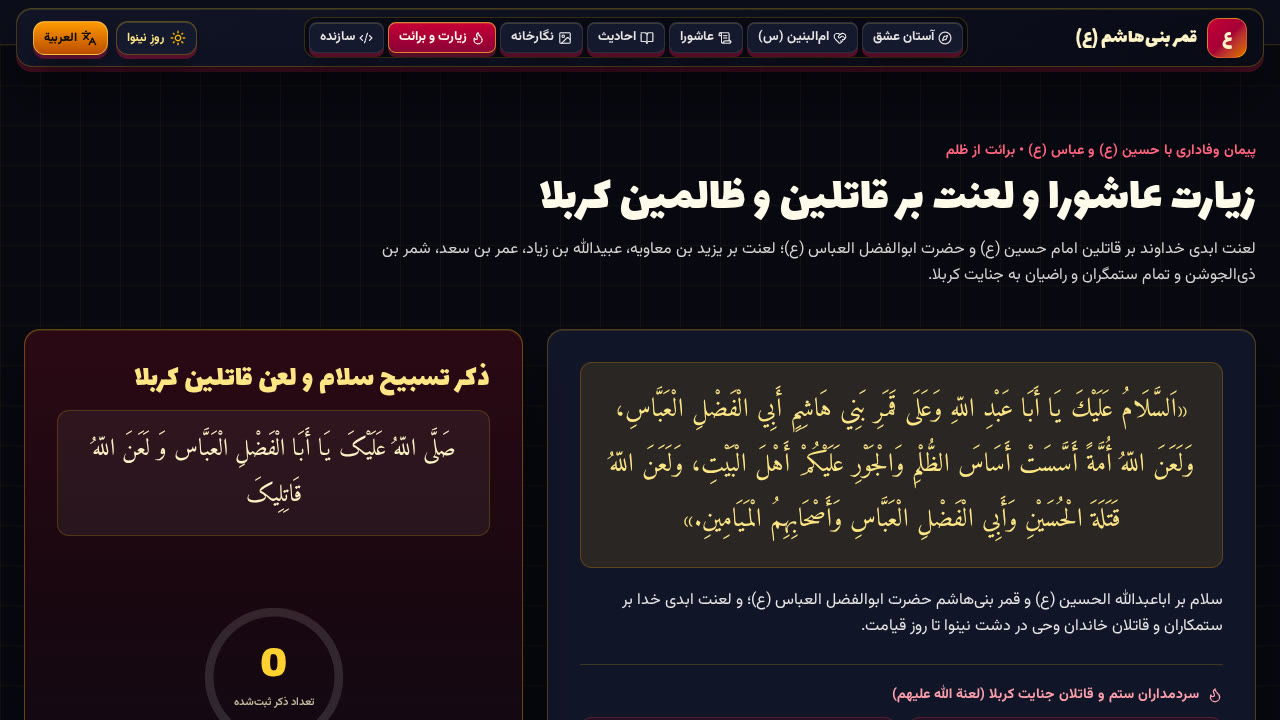 ع
قمر بنی‌هاشم (ع)
آستان عشق
ام‌البنین (س)
عاشورا
احادیث
نگارخانه
زیارت و برائت
سازنده
روز نینوا
العربية
پیمان وفاداری با حسین (ع) و عباس (ع) • برائت از ظلم
زیارت عاشورا و لعنت بر قاتلین و ظالمین کربلا
لعنت ابدی خداوند بر قاتلین امام حسین (ع) و حضرت ابوالفضل العباس (ع)؛ لعنت بر یزید بن معاویه، عبیدالله بن زیاد، عمر بن سعد، شمر بن
ذی‌الجوشن و تمام ستمگران و راضیان به جنایت کربلا.
«اَلسَّلَامُ عَلَيْكَ يَا أَبَا عَبْدِ اللّهِ وَعَلَى قَمَرِ بَنِي هَاشِمٍ أَبِي الْفَضْلِ الْعَبَّاسِ،
وَلَعَنَ اللّهُ أُمَّةً أَسَّسَتْ أَسَاسَ الظُّلْمِ وَالْجَوْرِ عَلَيْكُمْ أَهْلَ الْبَيْتِ، وَلَعَنَ اللّهُ
قَتَلَةَ الْحُسَيْنِ وَأَبِي الْفَضْلِ الْعَبَّاسِ وَأَصْحَابِهِمُ الْمَيَامِينِ.»
سلام بر اباعبدالله الحسین (ع) و قمر بنی‌هاشم حضرت ابوالفضل العباس (ع)؛ و لعنت ابدی خدا بر
ستمکاران و قاتلان خاندان وحی در دشت نینوا تا روز قیامت.
سردمداران ستم و قاتلان جنایت کربلا (لعنة الله علیهم)
ذکر تسبیح سلام و لعن قاتلین کربلا
صَلَّى اللّهُ عَلَیْکَ یَا أَبَا الْفَضْلِ الْعَبَّاس وَ لَعَنَ اللّهُ
قَاتِلِیکَ
0
تعداد ذکر ثبت‌شده